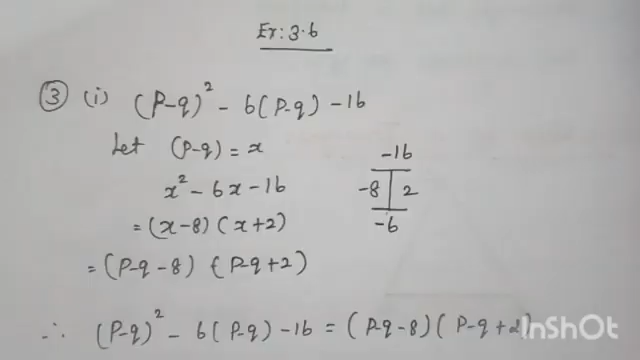 Ex: 3.6
③ (i) (P-q)² - 6(P-q) - 16
Let (P-q) = x
x² - 6x - 16
= (x-8) (x+2)
= (P-q-8) (P-q+2)
-16
-8 | 2
-6
∴ (P-q)² - 6(P-q) - 16 = (P-q-8) (P-q+2)
InShOt